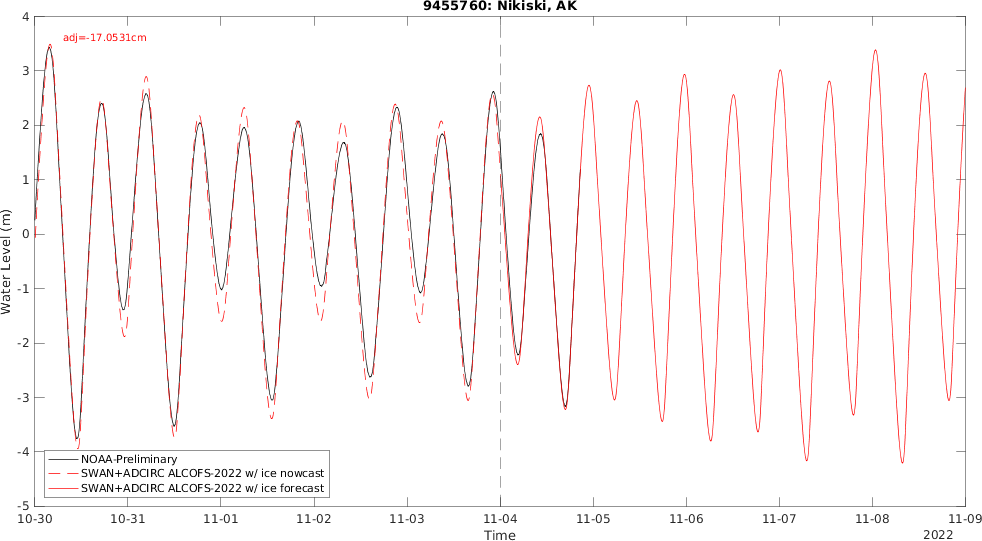 9455760: Nikiski, AK
adj=-17.0531cm
4
3
2
1
0
-1
-2
-3
-4
-5
Water Level (m)
NOAA-Preliminary
SWAN+ADCIRC ALCOFS-2022 w/ ice nowcast
SWAN+ADCIRC ALCOFS-2022 w/ ice forecast
10-30 10-31 11-01 11-02 11-03 11-04 11-05 11-06 11-07 11-08 11-09
Time
2022